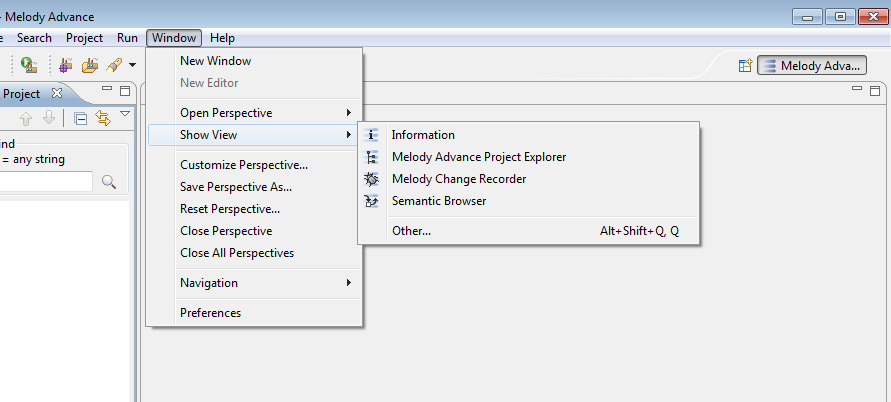 - Melody Advance
e Search Project Run Window Help
Melody Adva...
Project
ind
= any string
New Window
New Editor
Open Perspective
Show View
Customize Perspective...
Save Perspective As...
Reset Perspective...
Close Perspective
Close All Perspectives
Navigation
Preferences
Information
Melody Advance Project Explorer
Melody Change Recorder
Semantic Browser
Other... Alt+Shift+Q, Q